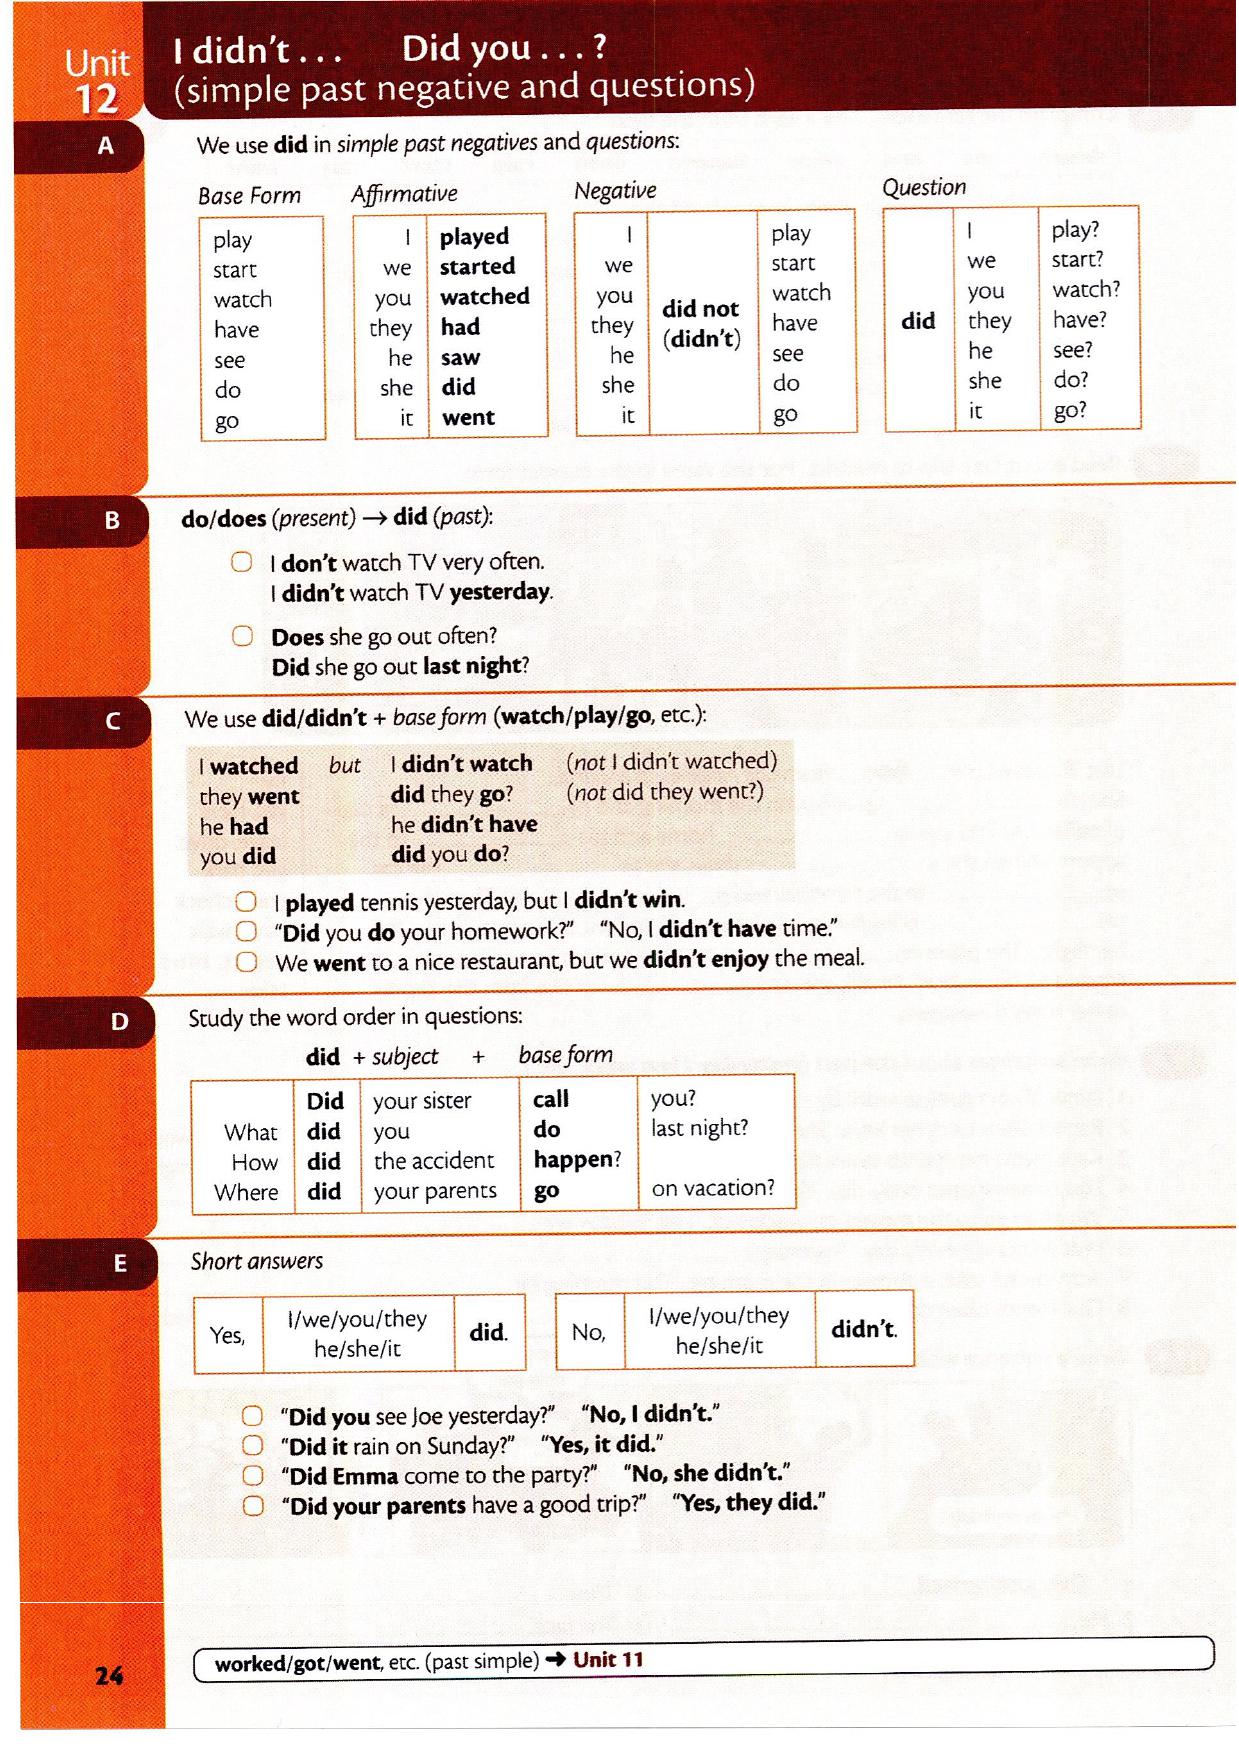 Unit
12
I didn't . . .   Did you . . . ?
(simple past negative and questions)
A
We use did in simple past negatives and questions:
Base Form   Affirmative   Negative   Question
play   I   played   I   play   I   play?
start   we   started   we   start   we   start?
watch   you   watched   you   watch   you   watch?
have   they   had   they   did not   have   did   they   have?
see   he   saw   he   (didn't)   see   he   see?
do   she   did   she   do   she   do?
go   it   went   it   go   it   go?
B
do/does (present) → did (past):
I don't watch TV very often.
I didn't watch TV yesterday.
Does she go out often?
Did she go out last night?
C
We use did/didn't + base form (watch/play/go, etc.):
I watched   but   I didn't watch   (not I didn't watched)
they went   did they go?   (not did they went?)
he had   he didn't have
you did   did you do?
I played tennis yesterday, but I didn't win.
"Did you do your homework?"   "No, I didn't have time."
We went to a nice restaurant, but we didn't enjoy the meal.
D
Study the word order in questions:
did + subject + base form
Did   your sister   call   you?
What   did   you   do   last night?
How   did   the accident   happen?
Where   did   your parents   go   on vacation?
E
Short answers
Yes,   I/we/you/they   did.   No,   I/we/you/they   didn't.
he/she/it   he/she/it
"Did you see Joe yesterday?"   "No, I didn't."
"Did it rain on Sunday?"   "Yes, it did."
"Did Emma come to the party?"   "No, she didn't."
"Did your parents have a good trip?"   "Yes, they did."
24
worked/got/went, etc. (past simple) → Unit 11